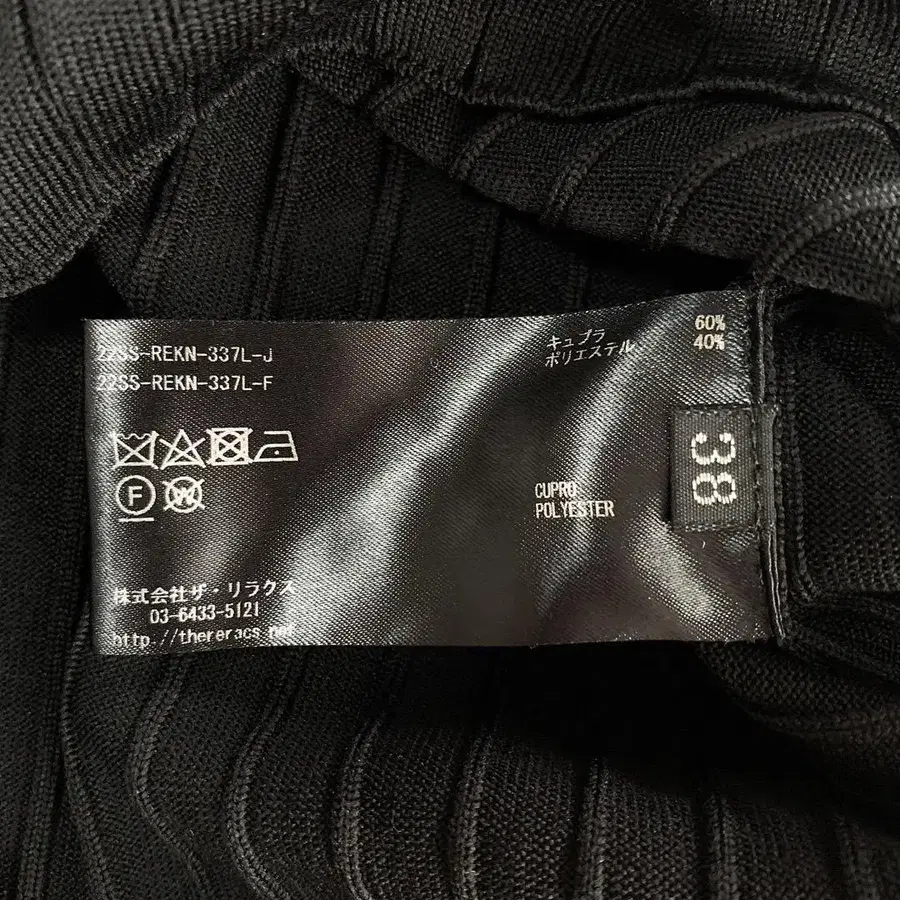 22SS-REKN-337L-J
22SS-REKN-337L-F
キュプラ 60%
ポリエステル 40%
38
CUPRO
POLYESTER
F
W
株式会社ザ・リラクス
03-6433-5121
http://thereracs.net